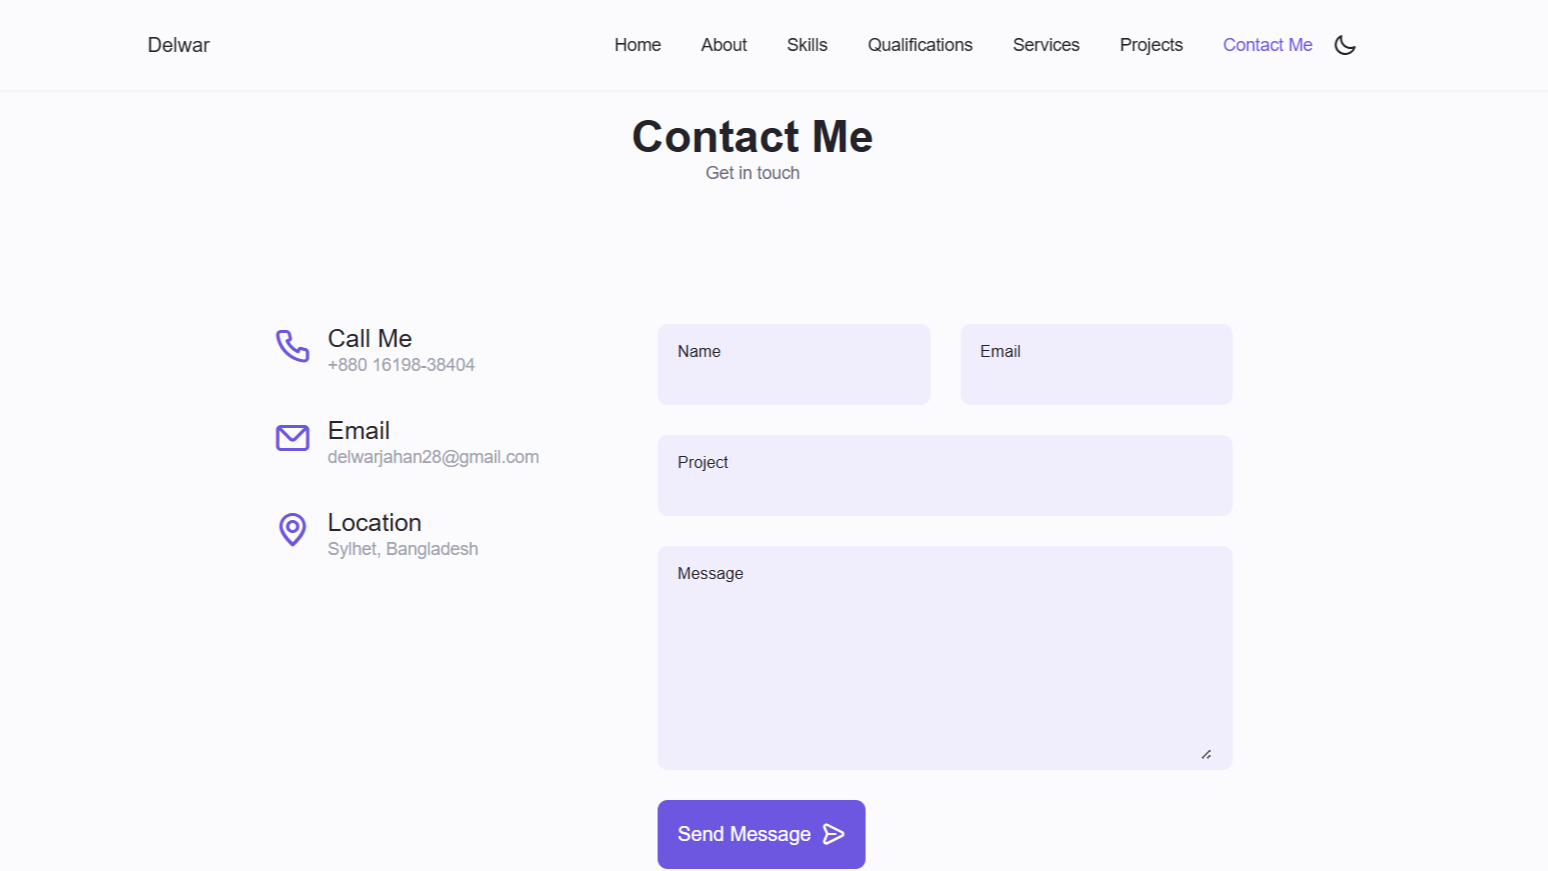 Delwar
Home About Skills Qualifications Services Projects Contact Me
Contact Me
Get in touch
Call Me
+880 16198-38404
Email
delwarjahan28@gmail.com
Location
Sylhet, Bangladesh
Name
Email
Project
Message
Send Message